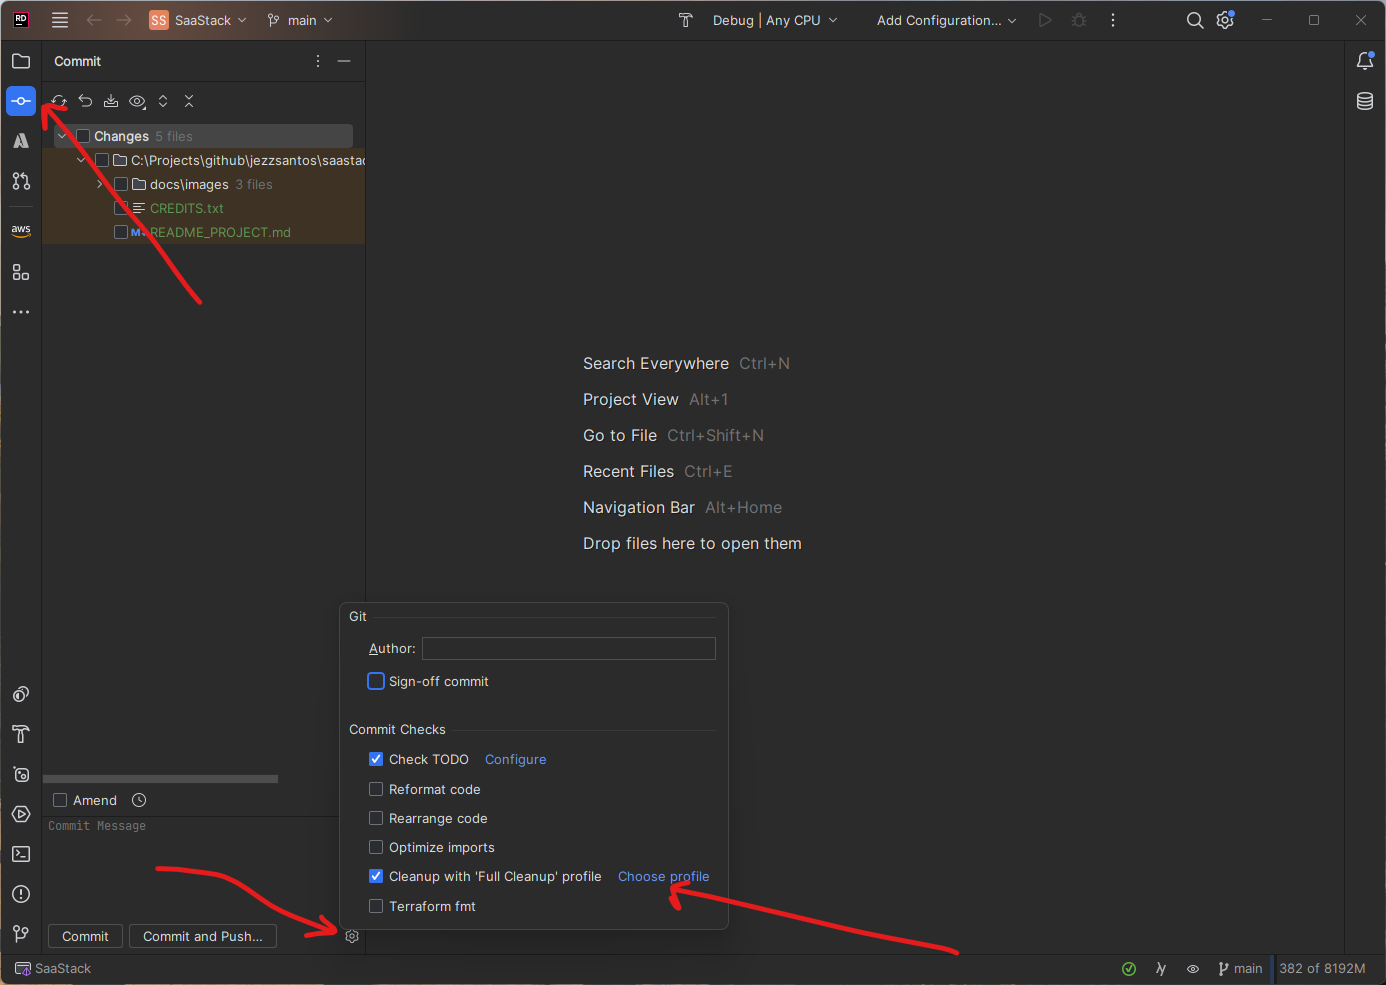 RD SS SaaStack main Debug | Any CPU Add Configuration...
Commit
Changes 5 files
C:\Projects\github\jezzsantos\saastac
docs\images 3 files
CREDITS.txt
README_PROJECT.md
aws
Search Everywhere Ctrl+N
Project View Alt+1
Go to File Ctrl+Shift+N
Recent Files Ctrl+E
Navigation Bar Alt+Home
Drop files here to open them
Git
Author:
Sign-off commit
Commit Checks
Check TODO Configure
Reformat code
Rearrange code
Optimize imports
Cleanup with 'Full Cleanup' profile Choose profile
Terraform fmt
Amend
Commit Message
Commit Commit and Push...
SaaStack main 382 of 8192M